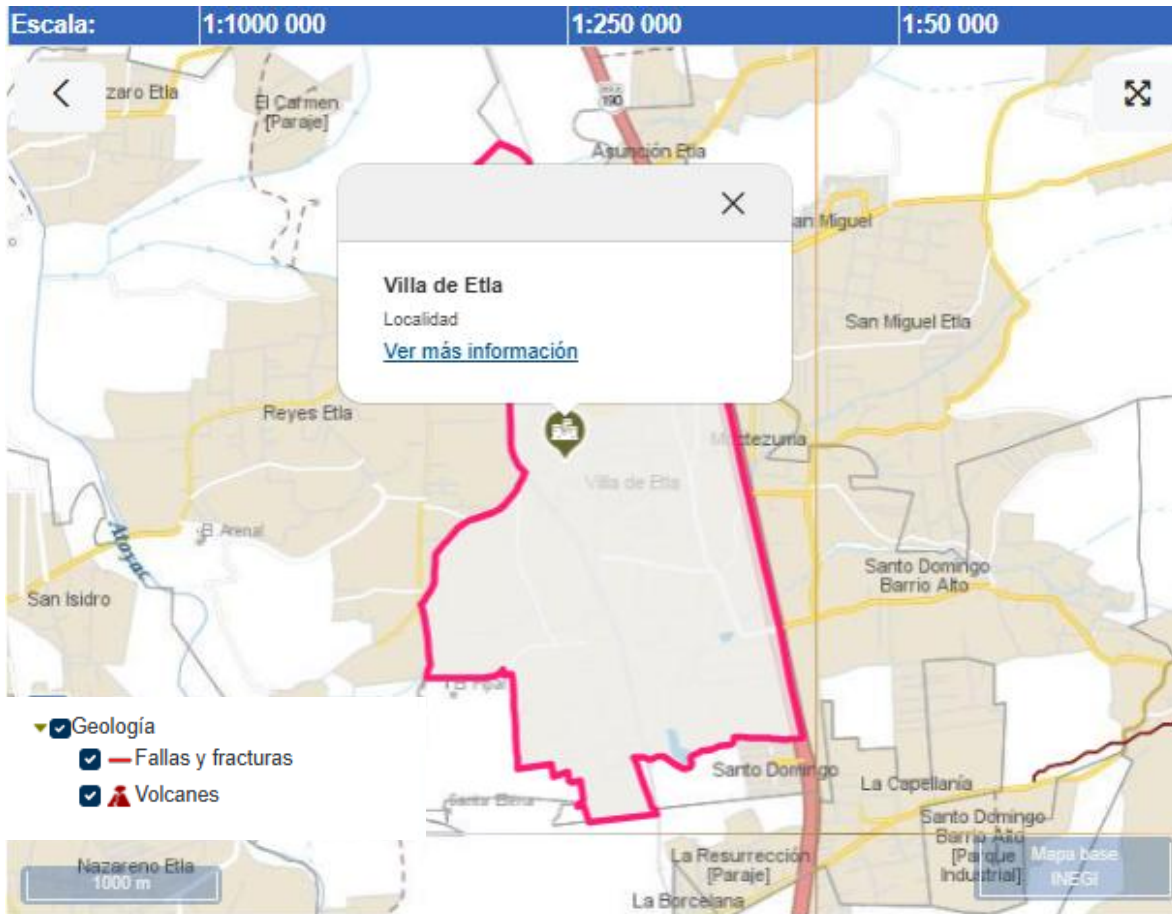 Escala:
1:1000 000
1:250 000
1:50 000
zaro Etla
El Carmen
[Paraje]
190
Asunción Etla
an Miguel
Villa de Etla
Localidad
Ver más información
San Miguel Etla
Reyes Etla
Moctezuma
Villa de Etla
El Arenal
Atoyac
Santo Domingo
Barrio Alto
San Isidro
Geología
Fallas y fracturas
Volcanes
Santo Domingo
La Capellanía
Santa Elena
Santo Domingo
Barrio Alto
[Parque
Industrial]
Nazareno Etla
1000 m
La Resurrección
[Paraje]
Mapa base
INEGI
La Borcelana